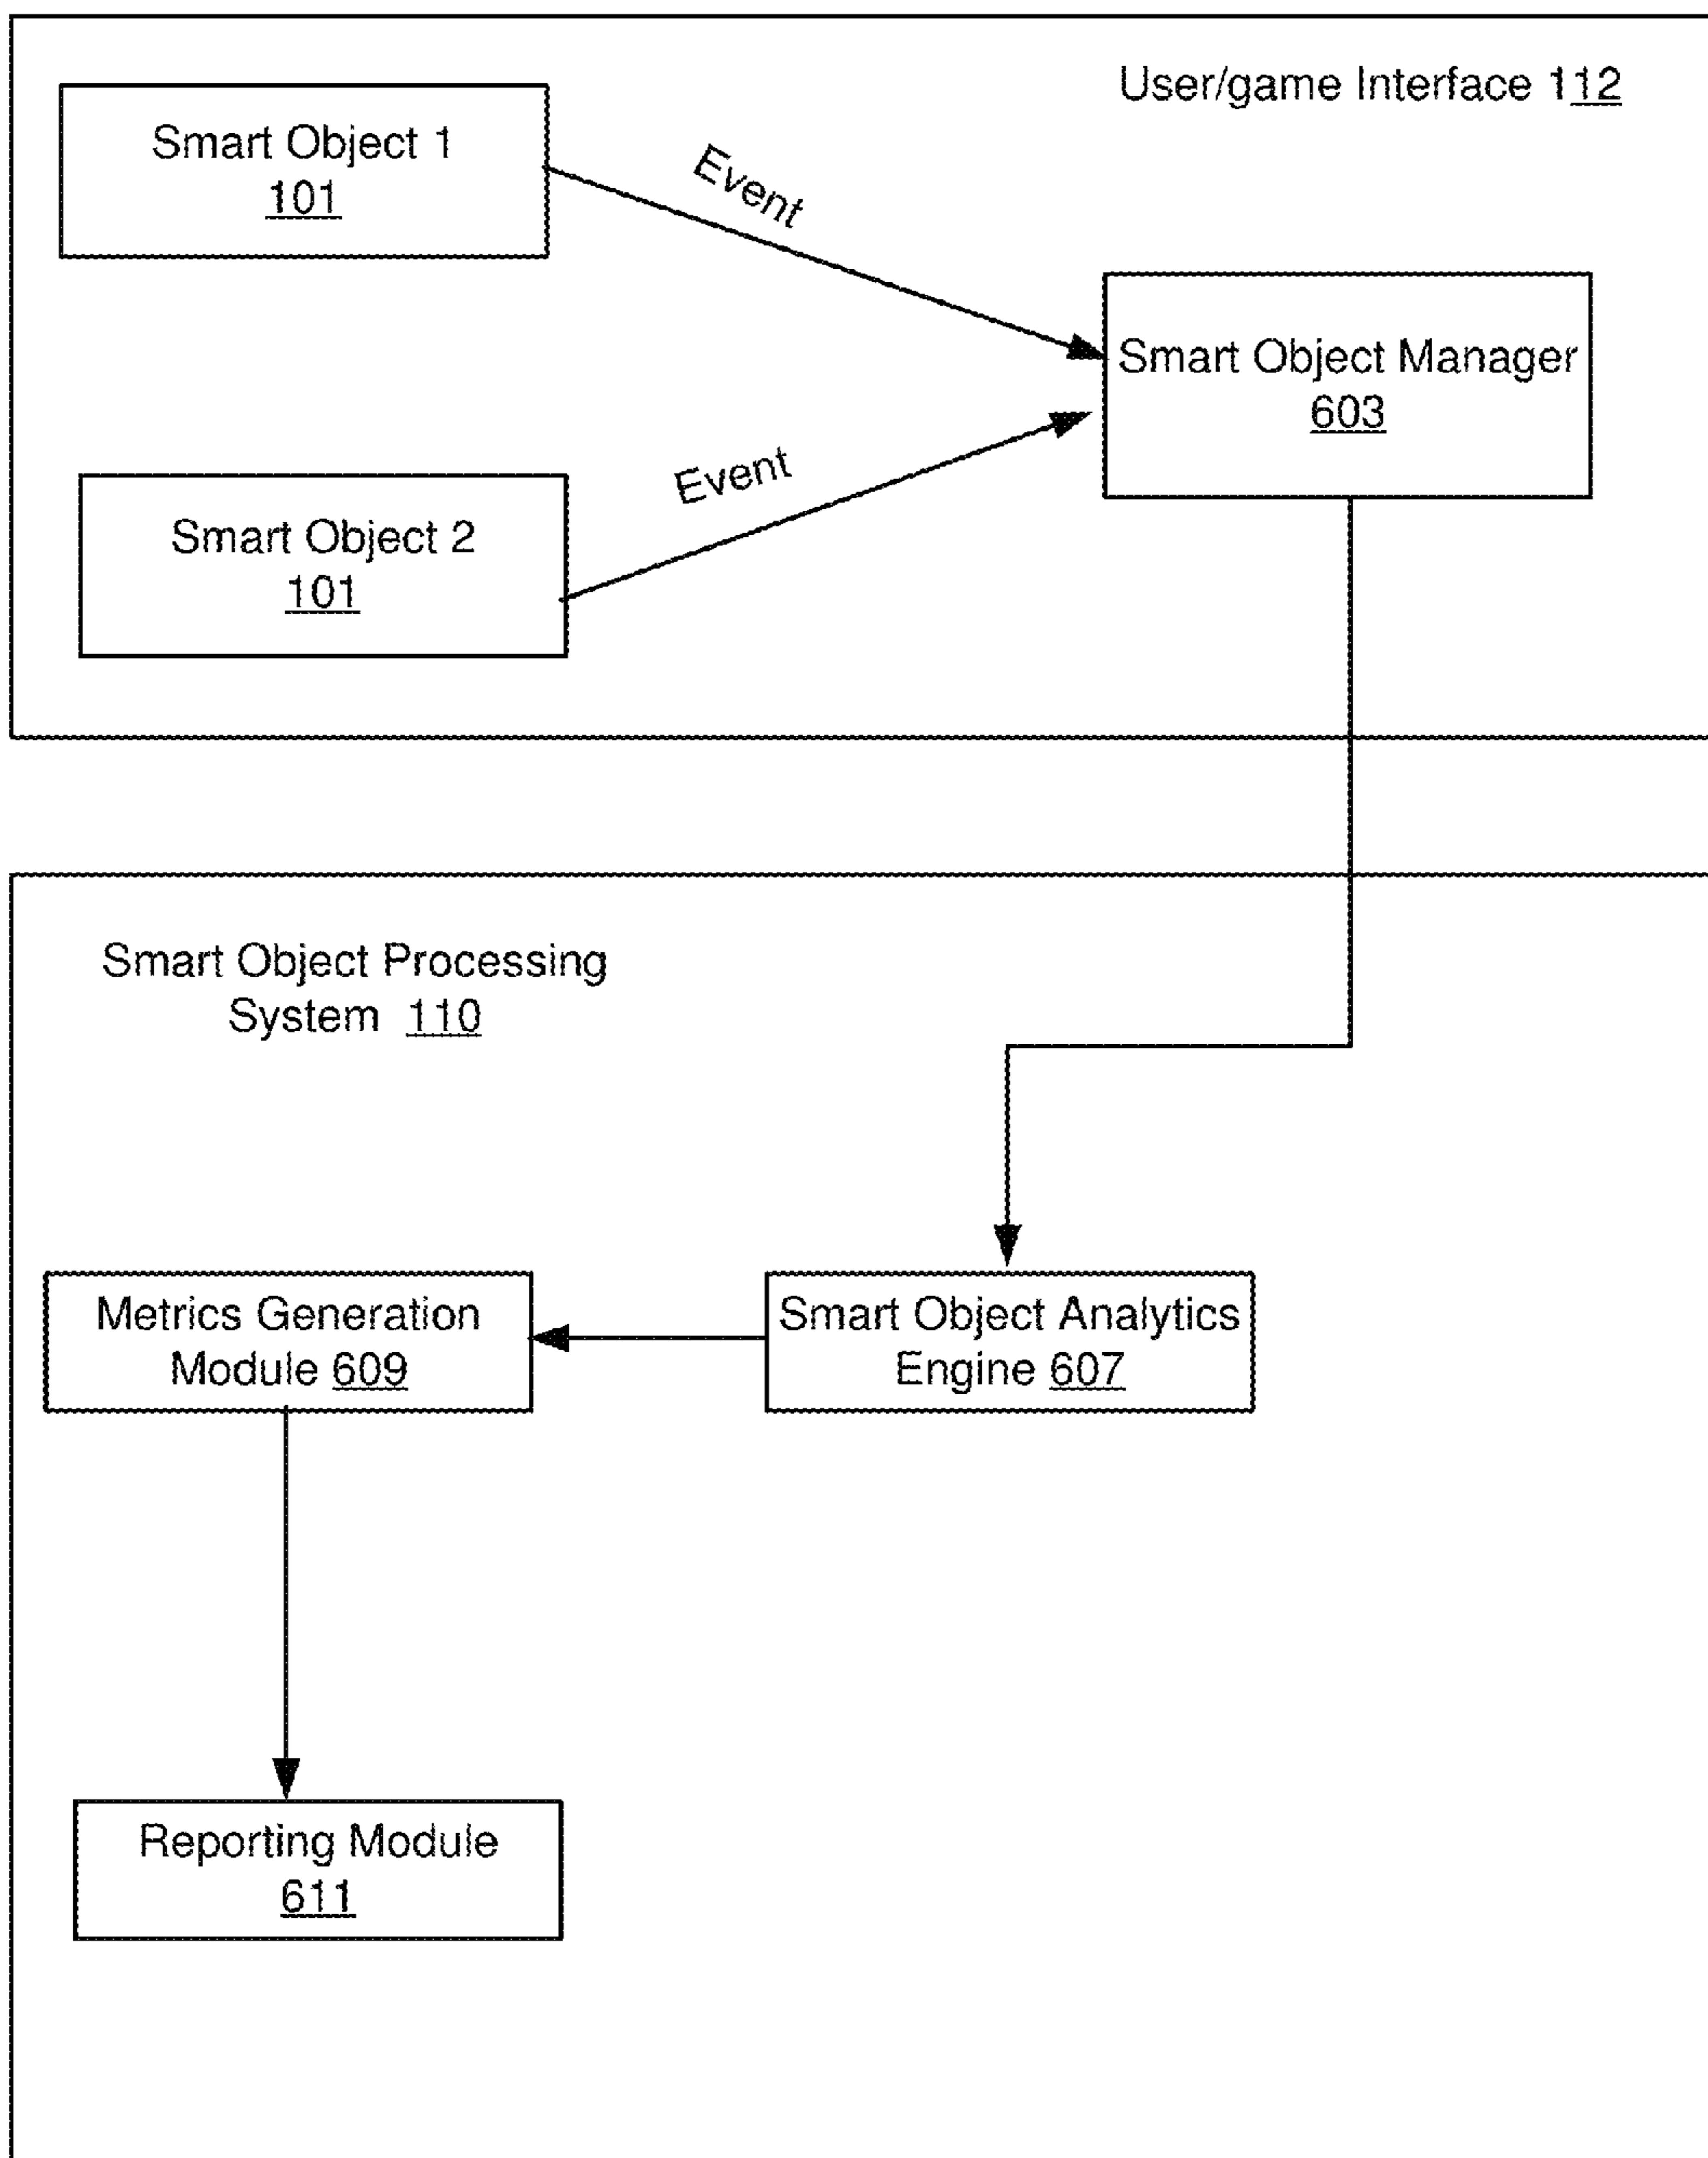 User/game Interface 112
Smart Object 1
101
Event
Smart Object Manager
603
Event
Smart Object 2
101
Smart Object Processing
System 110
Metrics Generation
Module 609
Smart Object Analytics
Engine 607
Reporting Module
611